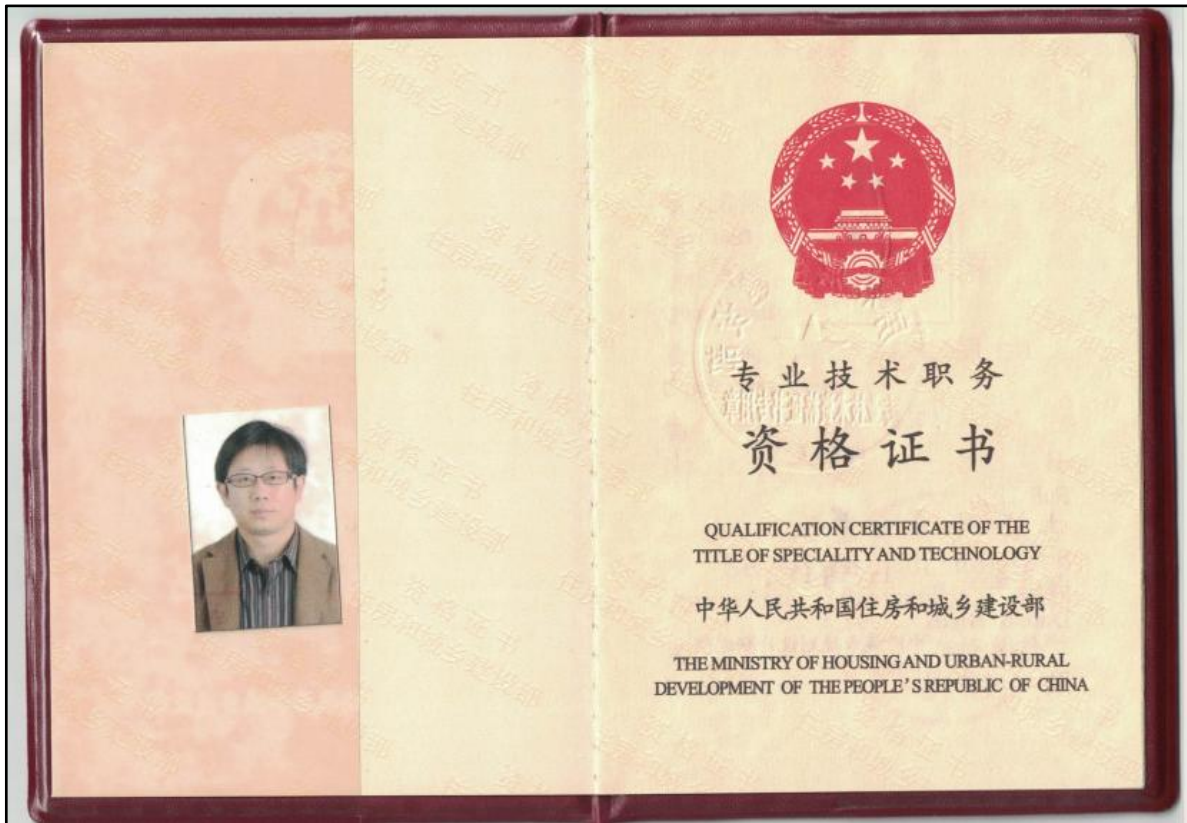 专业技术职务
资格证书
QUALIFICATION CERTIFICATE OF THE
TITLE OF SPECIALITY AND TECHNOLOGY
中华人民共和国住房和城乡建设部
THE MINISTRY OF HOUSING AND URBAN-RURAL
DEVELOPMENT OF THE PEOPLE'S REPUBLIC OF CHINA